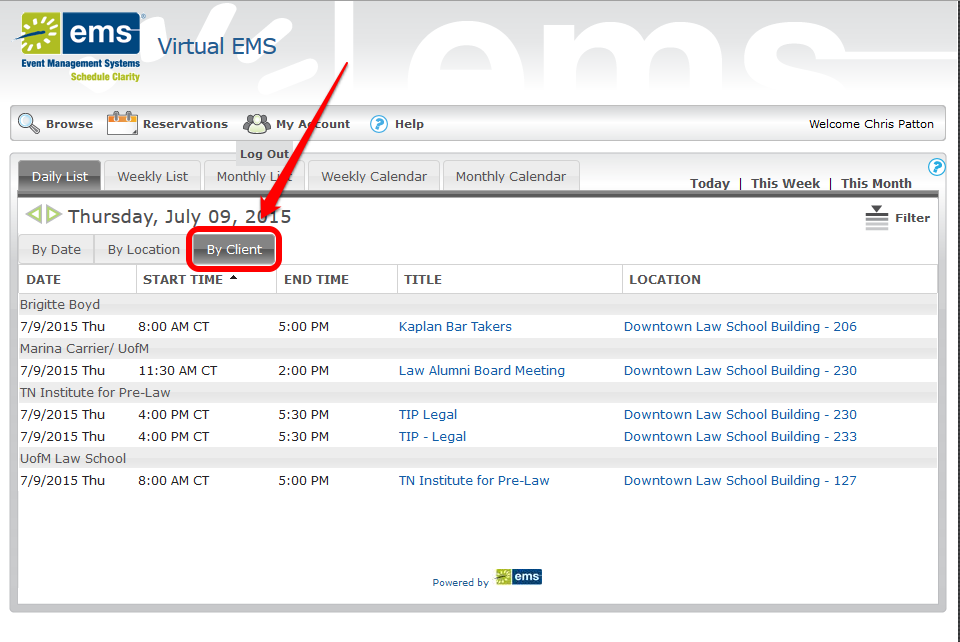 ems
Virtual EMS
Event Management Systems
Schedule Clarity
ems
Browse Reservations My Account Help Welcome Chris Patton
Log Out
Daily List Weekly List Monthly List Weekly Calendar Monthly Calendar
Today | This Week | This Month
Thursday, July 09, 2015 Filter
By Date By Location By Client
DATE START TIME END TIME TITLE LOCATION
Brigitte Boyd
7/9/2015 Thu 8:00 AM CT 5:00 PM Kaplan Bar Takers Downtown Law School Building - 206
Marina Carrier/ UofM
7/9/2015 Thu 11:30 AM CT 2:00 PM Law Alumni Board Meeting Downtown Law School Building - 230
TN Institute for Pre-Law
7/9/2015 Thu 4:00 PM CT 5:30 PM TIP Legal Downtown Law School Building - 230
7/9/2015 Thu 4:00 PM CT 5:30 PM TIP - Legal Downtown Law School Building - 233
UofM Law School
7/9/2015 Thu 8:00 AM CT 5:00 PM TN Institute for Pre-Law Downtown Law School Building - 127
Powered by ems